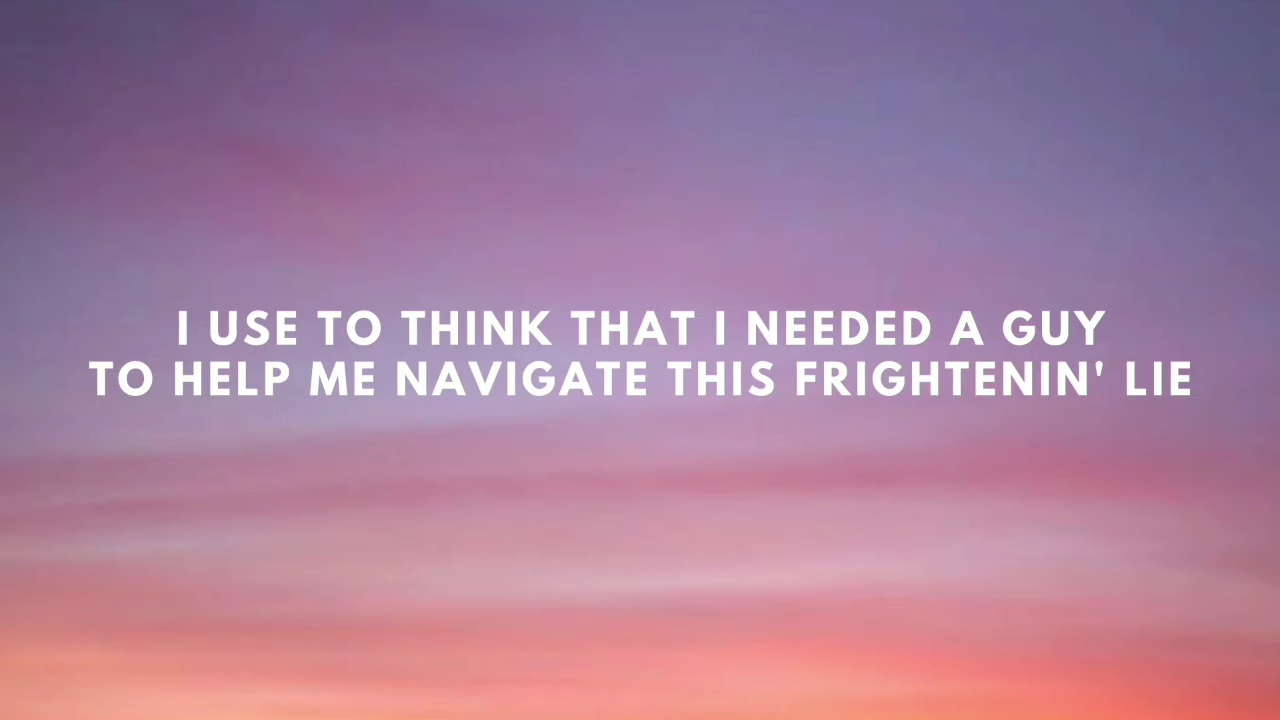 I USE TO THINK THAT I NEEDED A GUY
TO HELP ME NAVIGATE THIS FRIGHTENIN' LIE